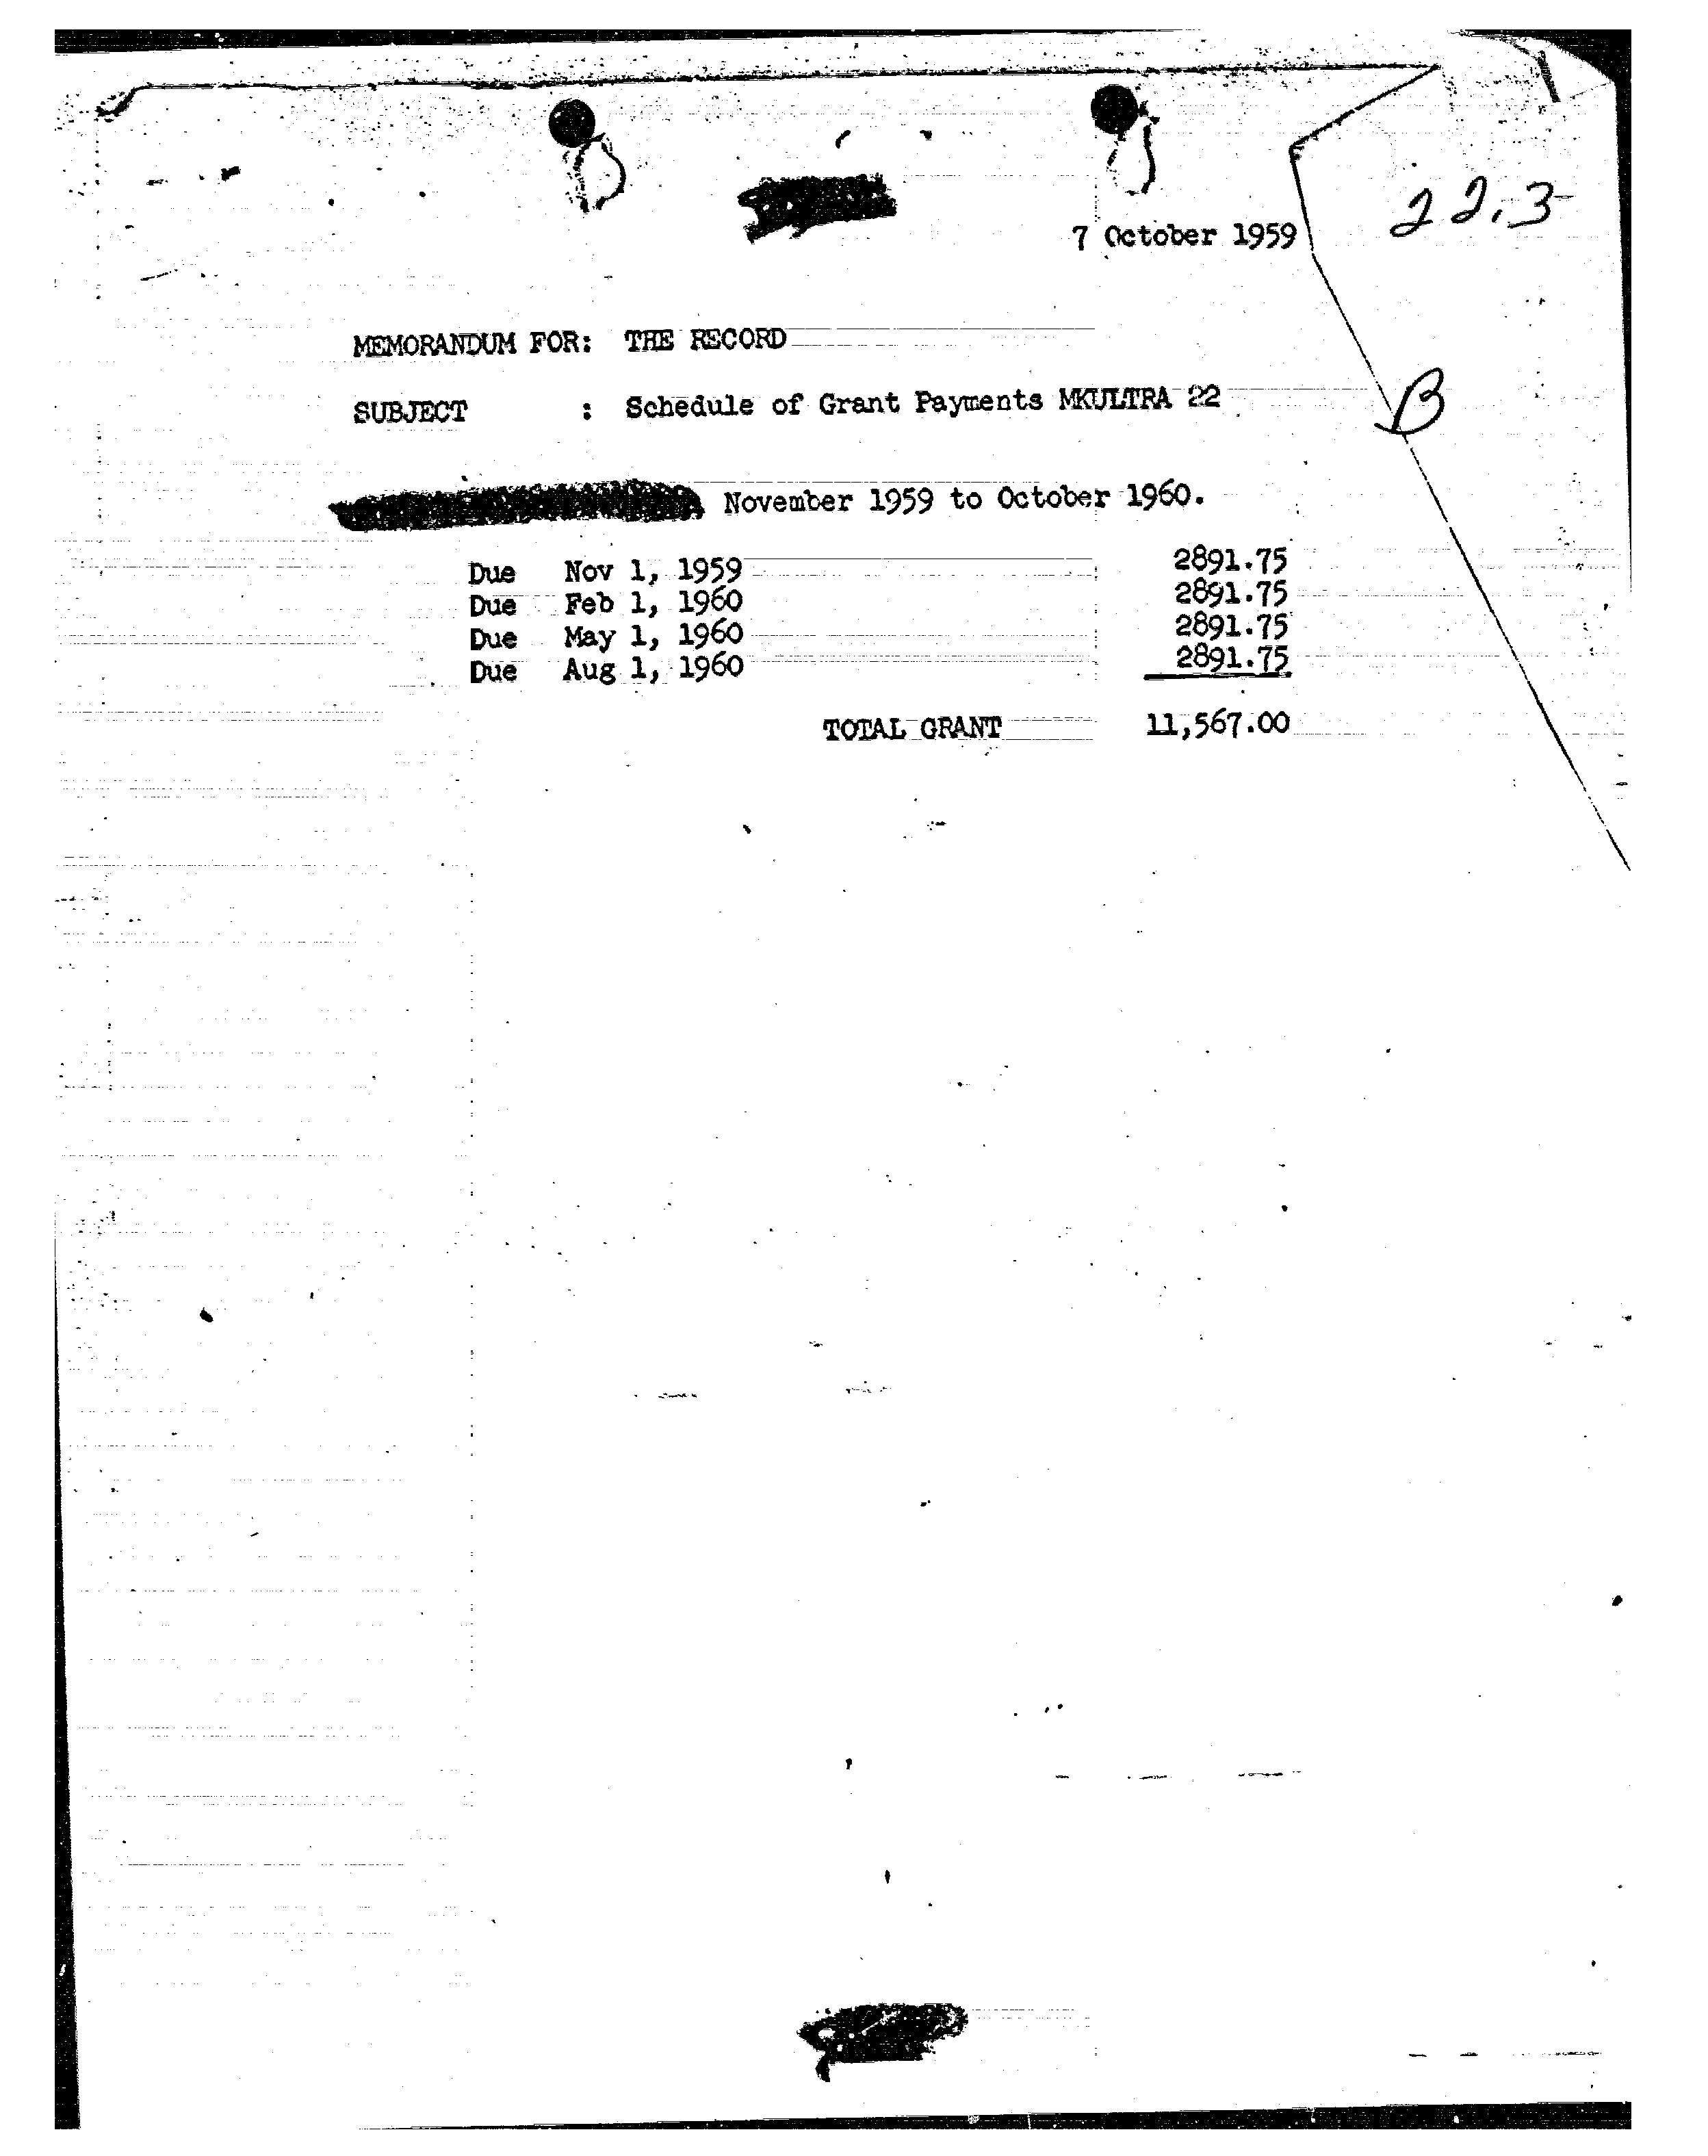 22.3
7 October 1959
MEMORANDUM FOR: THE RECORD
SUBJECT : Schedule of Grant Payments MKULTRA 22
B
November 1959 to October 1960.
Due Nov 1, 1959 2891.75
Due Feb 1, 1960 2891.75
Due May 1, 1960 2891.75
Due Aug 1, 1960 2891.75
TOTAL GRANT 11,567.00